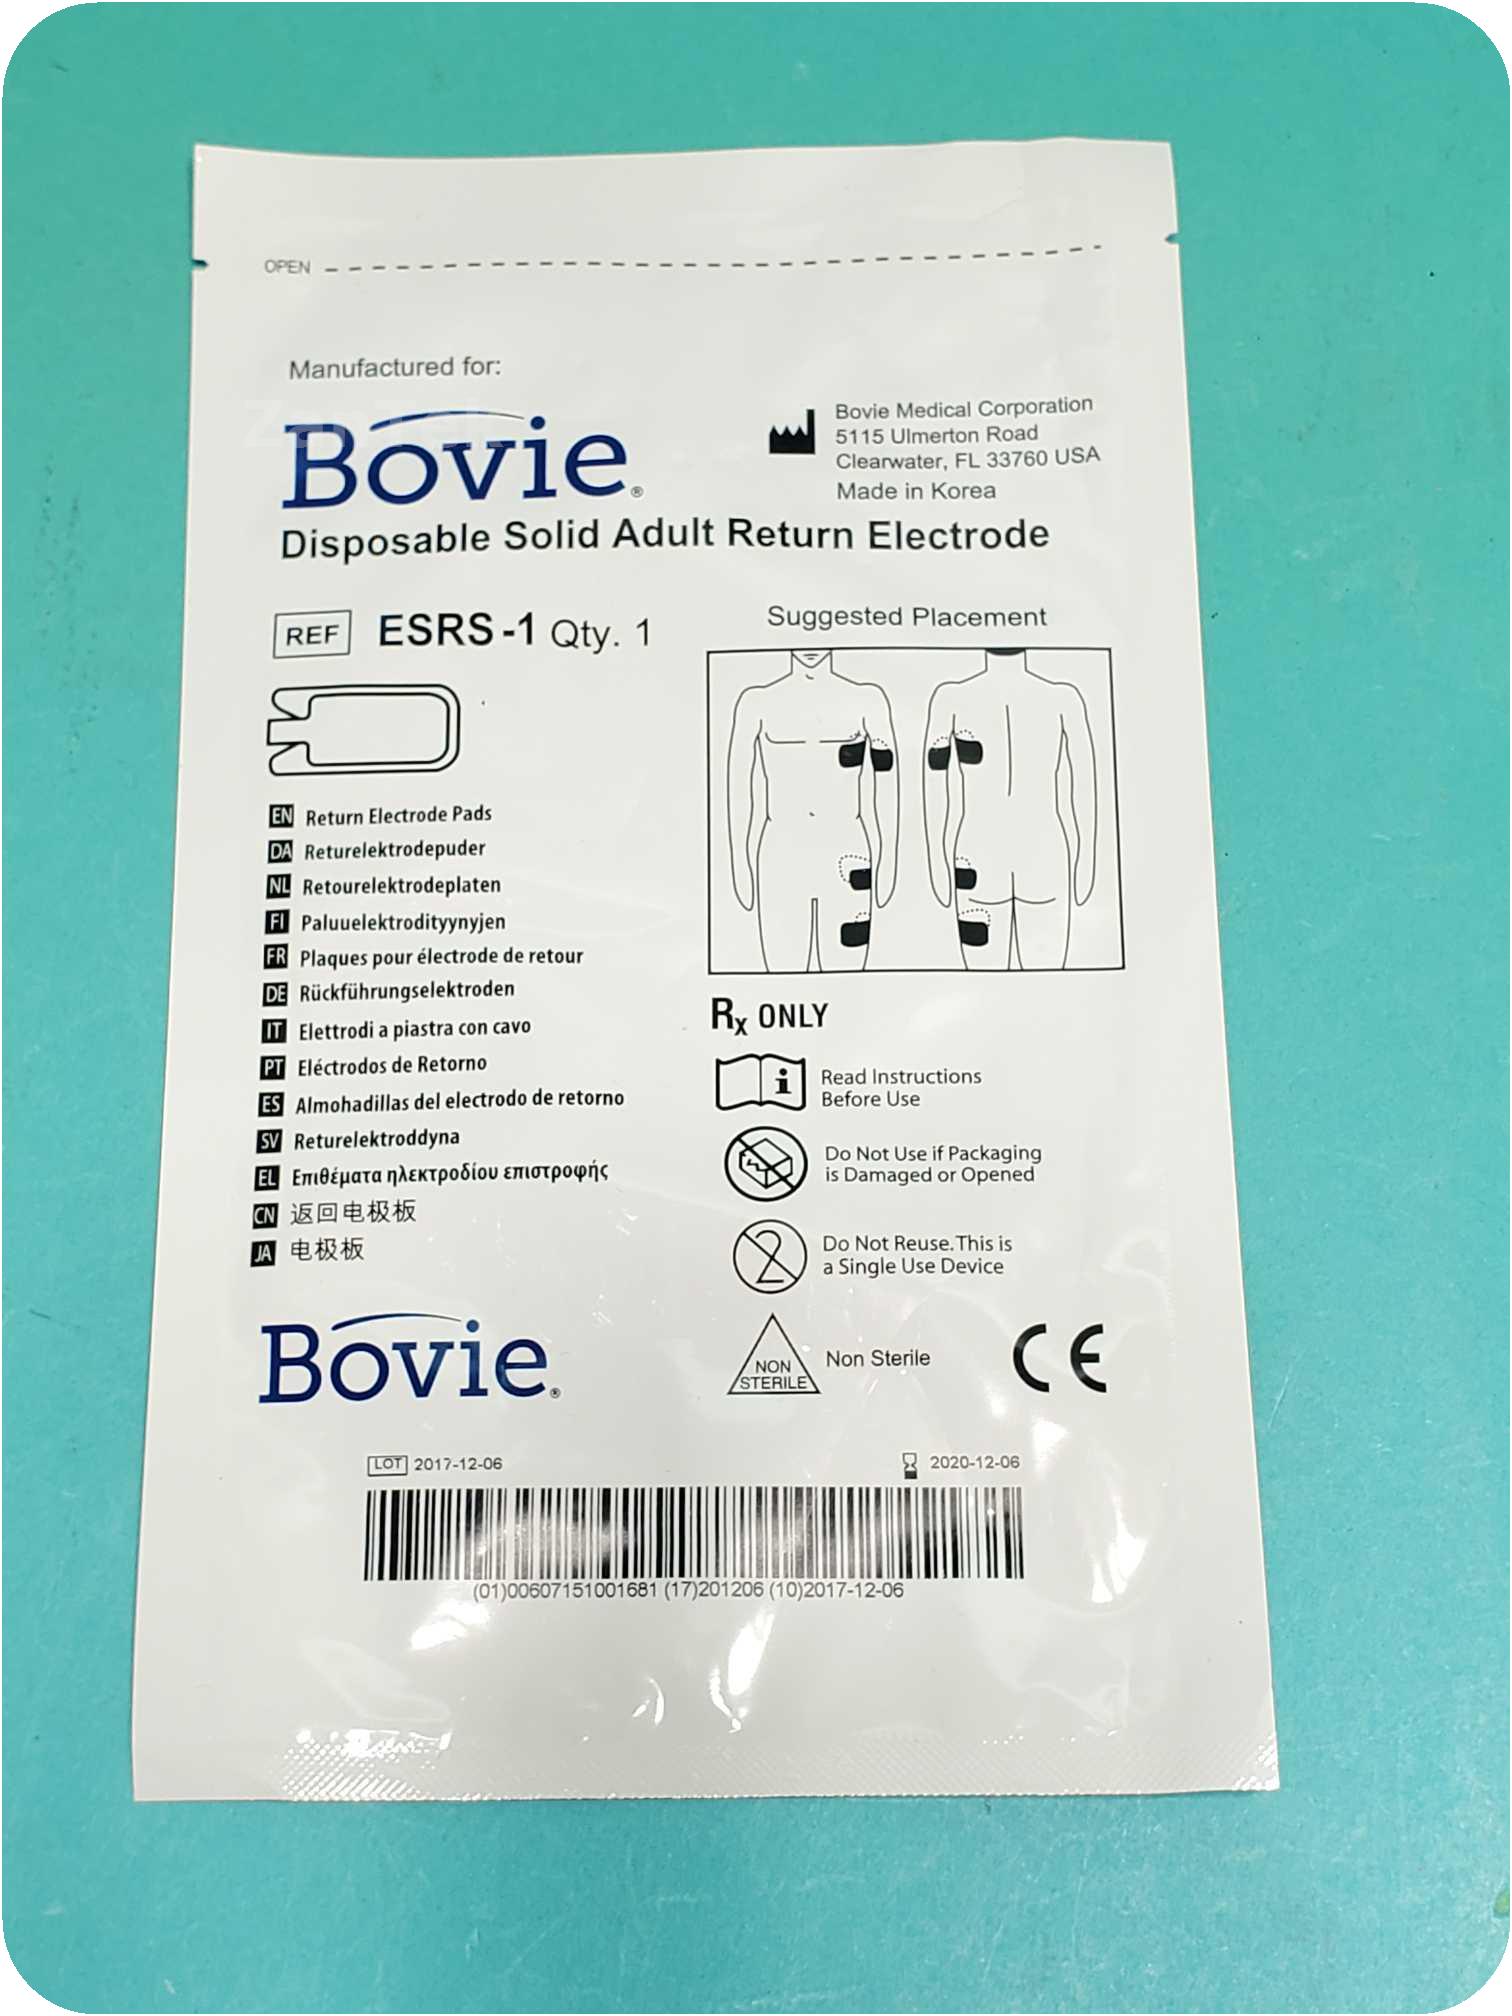 OPEN
Manufactured for:
Bovie®
Bovie Medical Corporation
5115 Ulmerton Road
Clearwater, FL 33760 USA
Made in Korea
Disposable Solid Adult Return Electrode
REF ESRS-1 Qty. 1
EN Return Electrode Pads
DA Returelektrodepuder
NL Retourelektrodeplaten
FI Paluuelektrodityynyjen
FR Plaques pour électrode de retour
DE Rückführungselektroden
IT Elettrodi a piastra con cavo
PT Eléctrodos de Retorno
ES Almohadillas del electrodo de retorno
SV Returelektroddyna
EL Επιθέματα ηλεκτροδίου επιστροφής
CN 返回电极板
JA 电极板
Suggested Placement
Rx ONLY
i
Read Instructions
Before Use
Do Not Use if Packaging
is Damaged or Opened
2
Do Not Reuse. This is
a Single Use Device
NON
STERILE
Non Sterile
CE
Bovie®
LOT 2017-12-06
2020-12-06
(01)00607151001681 (17)201206 (10)2017-12-06